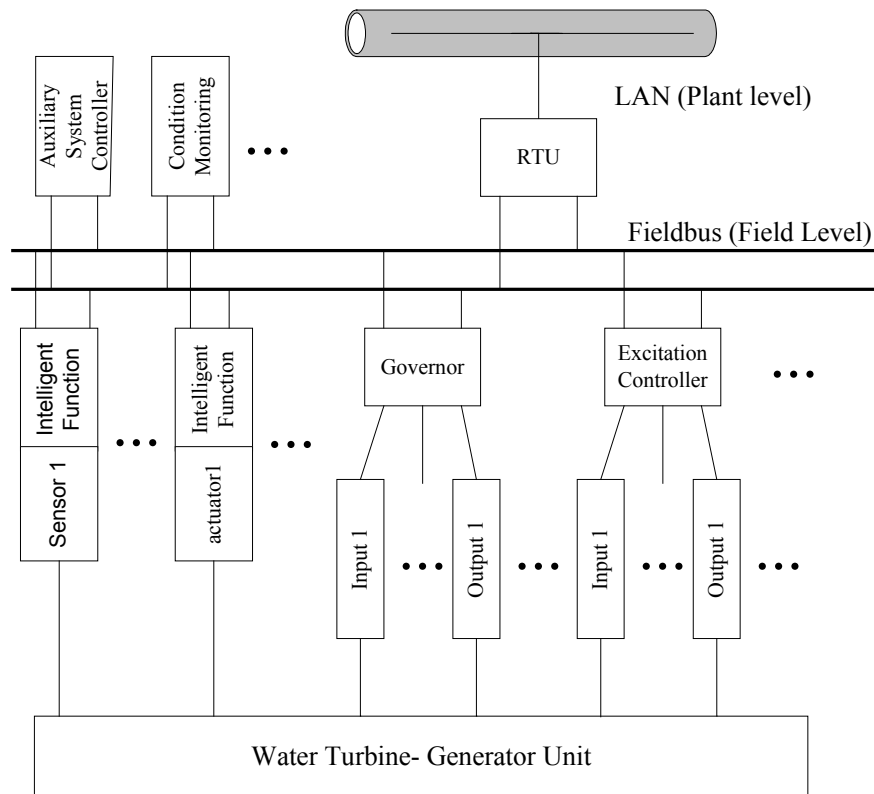 Auxiliary
System
Controller
Condition
Monitoring
LAN (Plant level)
RTU
Fieldbus (Field Level)
Intelligent
Function
Sensor 1
Intelligent
Function
actuator1
Governor
Excitation
Controller
Input 1
Output 1
Input 1
Output 1
Water Turbine- Generator Unit